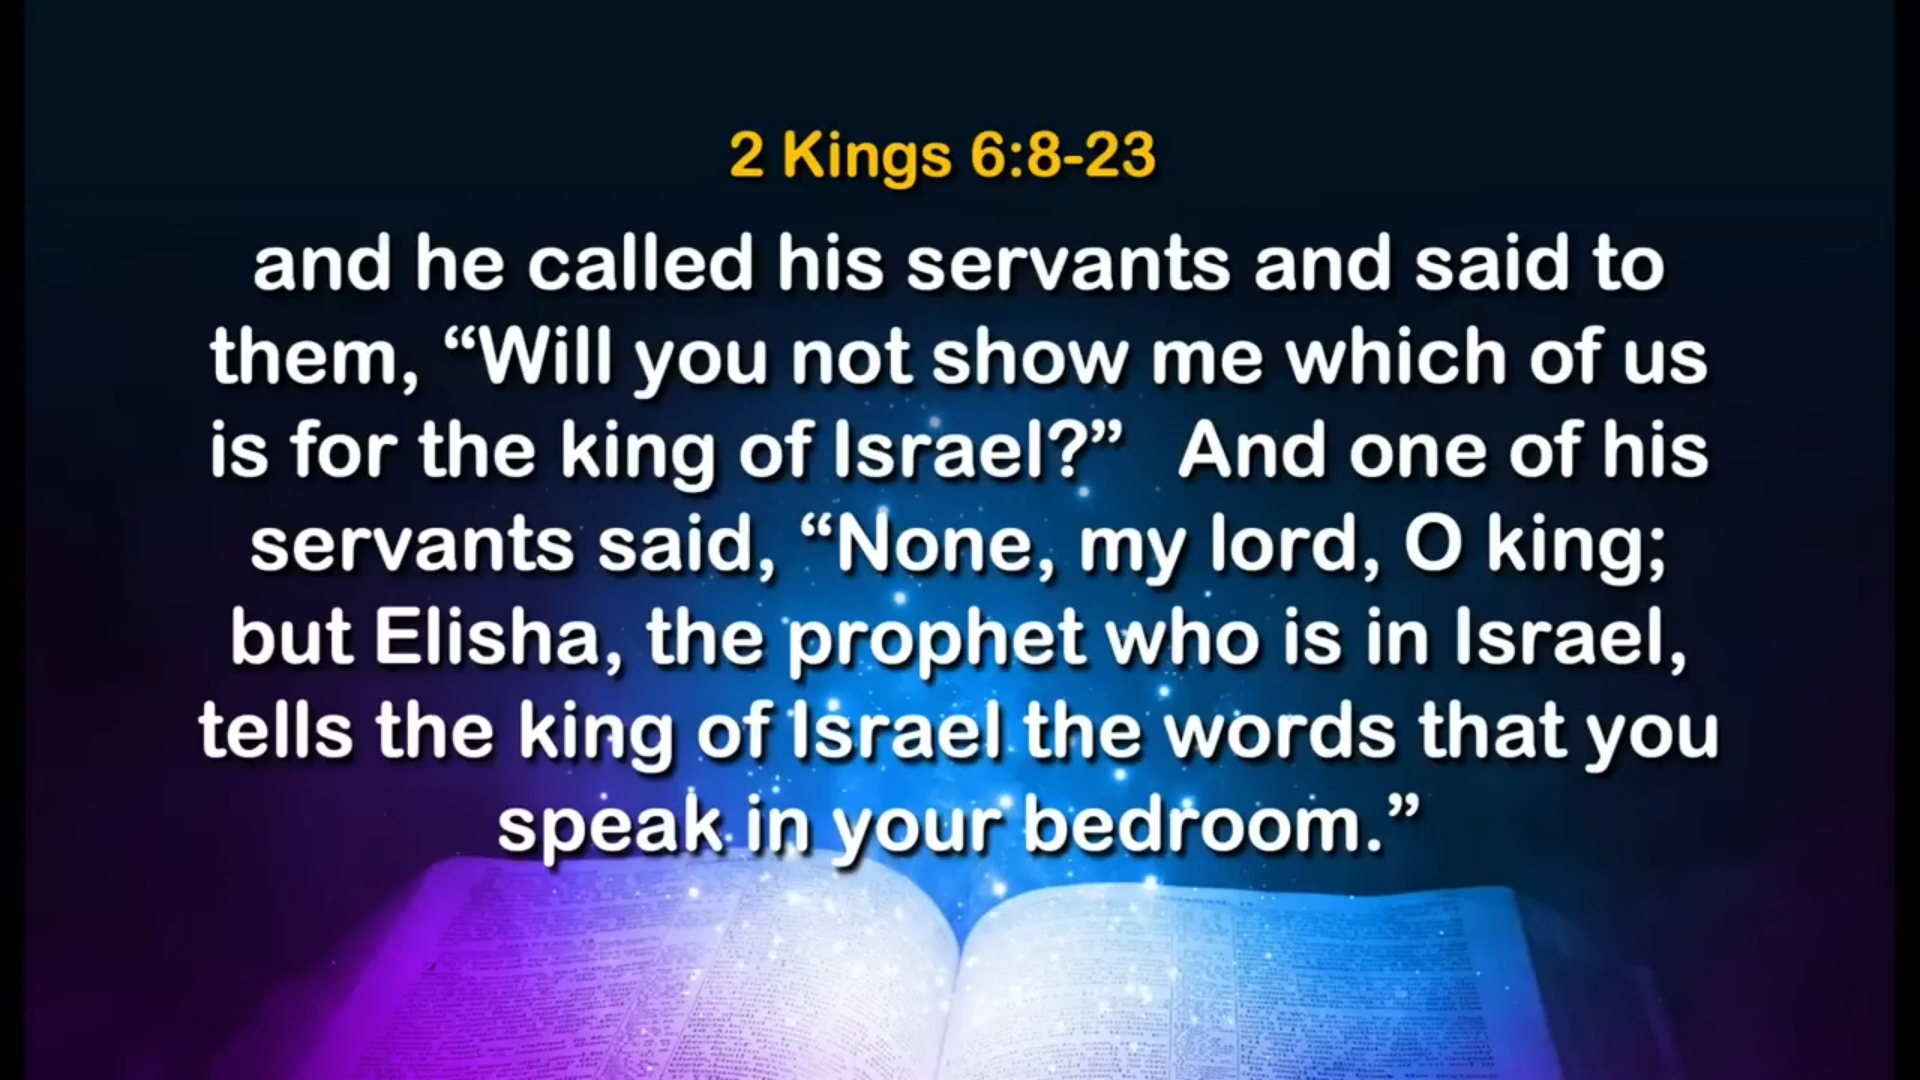 2 Kings 6:8-23
and he called his servants and said to
them, “Will you not show me which of us
is for the king of Israel?”   And one of his
servants said, “None, my lord, O king;
but Elisha, the prophet who is in Israel,
tells the king of Israel the words that you
speak in your bedroom.”